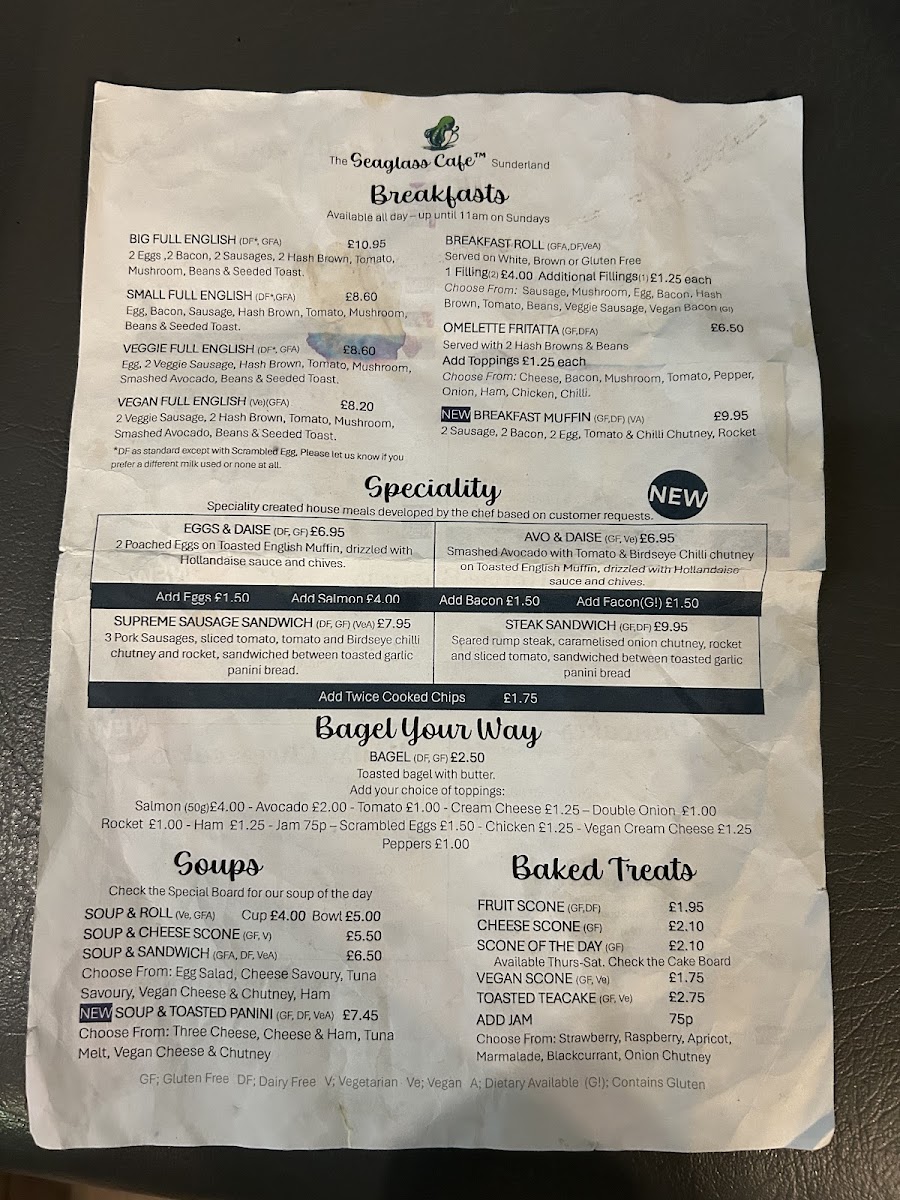 The Seaglass Cafe™ Sunderland
Breakfasts
Available all day – up until 11am on Sundays
BIG FULL ENGLISH (DF*, GFA) £10.95
2 Eggs ,2 Bacon, 2 Sausages, 2 Hash Brown, Tomato,
Mushroom, Beans & Seeded Toast.
SMALL FULL ENGLISH (DF*,GFA) £8.60
Egg, Bacon, Sausage, Hash Brown, Tomato, Mushroom,
Beans & Seeded Toast.
VEGGIE FULL ENGLISH (DF*, GFA) £8.60
Egg, 2 Veggie Sausage, Hash Brown, Tomato, Mushroom,
Smashed Avocado, Beans & Seeded Toast.
VEGAN FULL ENGLISH (Ve)(GFA) £8.20
2 Veggie Sausage, 2 Hash Brown, Tomato, Mushroom,
Smashed Avocado, Beans & Seeded Toast.
*DF as standard except with Scrambled Egg, Please let us know if you
prefer a different milk used or none at all.
BREAKFAST ROLL (GFA,DF,VeA)
Served on White, Brown or Gluten Free
1 Filling(2) £4.00 Additional Fillings(1) £1.25 each
Choose From: Sausage, Mushroom, Egg, Bacon, Hash
Brown, Tomato, Beans, Veggie Sausage, Vegan Bacon (G!)
OMELETTE FRITATTA (GF,DFA) £6.50
Served with 2 Hash Browns & Beans
Add Toppings £1.25 each
Choose From: Cheese, Bacon, Mushroom, Tomato, Pepper,
Onion, Ham, Chicken, Chilli.
NEW BREAKFAST MUFFIN (GF,DF) (VA) £9.95
2 Sausage, 2 Bacon, 2 Egg, Tomato & Chilli Chutney, Rocket
Speciality
NEW
Speciality created house meals developed by the chef based on customer requests.
EGGS & DAISE (DF, GF) £6.95
2 Poached Eggs on Toasted English Muffin, drizzled with
Hollandaise sauce and chives.
AVO & DAISE (GF, Ve) £6.95
Smashed Avocado with Tomato & Birdseye Chilli chutney
on Toasted English Muffin, drizzled with Hollandaise
sauce and chives.
Add Eggs £1.50 Add Salmon £4.00 Add Bacon £1.50 Add Facon(G!) £1.50
SUPREME SAUSAGE SANDWICH (DF, GF) (VeA) £7.95
3 Pork Sausages, sliced tomato, tomato and Birdseye chilli
chutney and rocket, sandwiched between toasted garlic
panini bread.
STEAK SANDWICH (GF,DF) £9.95
Seared rump steak, caramelised onion chutney, rocket
and sliced tomato, sandwiched between toasted garlic
panini bread
Add Twice Cooked Chips £1.75
Bagel Your Way
BAGEL (DF, GF) £2.50
Toasted bagel with butter.
Add your choice of toppings:
Salmon (50g)£4.00 - Avocado £2.00 - Tomato £1.00 - Cream Cheese £1.25 – Double Onion £1.00
Rocket £1.00 - Ham £1.25 - Jam 75p – Scrambled Eggs £1.50 - Chicken £1.25 - Vegan Cream Cheese £1.25
Peppers £1.00
Soups
Check the Special Board for our soup of the day
SOUP & ROLL (Ve, GFA) Cup £4.00 Bowl £5.00
SOUP & CHEESE SCONE (GF, V) £5.50
SOUP & SANDWICH (GFA, DF, VeA) £6.50
Choose From: Egg Salad, Cheese Savoury, Tuna
Savoury, Vegan Cheese & Chutney, Ham
NEW SOUP & TOASTED PANINI (GF, DF, VeA) £7.45
Choose From: Three Cheese, Cheese & Ham, Tuna
Melt, Vegan Cheese & Chutney
Baked Treats
FRUIT SCONE (GF,DF) £1.95
CHEESE SCONE (GF) £2.10
SCONE OF THE DAY (GF) £2.10
Available Thurs-Sat. Check the Cake Board
VEGAN SCONE (GF, Ve) £1.75
TOASTED TEACAKE (GF, Ve) £2.75
ADD JAM 75p
Choose From: Strawberry, Raspberry, Apricot,
Marmalade, Blackcurrant, Onion Chutney
GF; Gluten Free DF; Dairy Free V; Vegetarian Ve; Vegan A; Dietary Available (G!); Contains Gluten